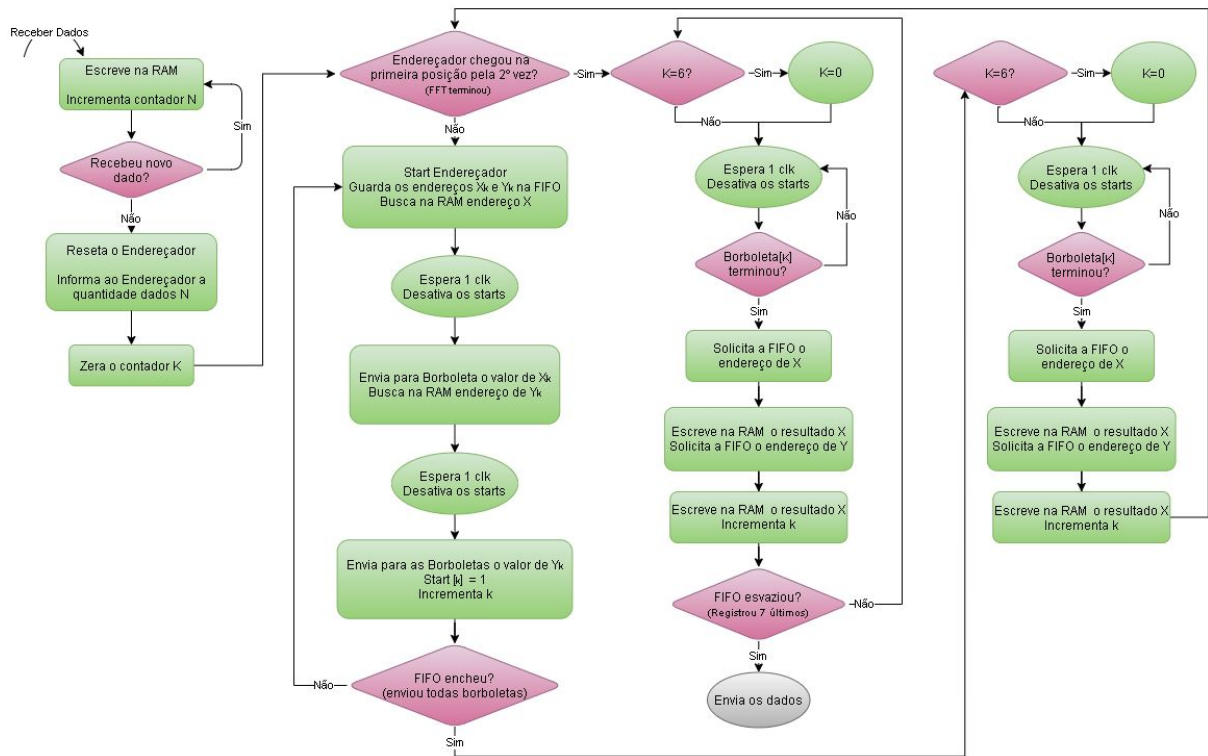 Receber Dados
Escreve na RAM
Incrementa contador N
Sim
Recebeu novo
dado?
Não
Reseta o Endereçador
Informa ao Endereçador a
quantidade dados N
Zera o contador K
Endereçador chegou na
primeira posição pela 2º vez?
(FFT terminou)
Sim
Não
Start Endereçador
Guarda os endereços Xk e Yk na FIFO
Busca na RAM endereço X
Espera 1 clk
Desativa os starts
Envia para Borboleta o valor de Xk
Busca na RAM endereço de Yk
Espera 1 clk
Desativa os starts
Envia para as Borboletas o valor de Yk
Start [k] = 1
Incrementa k
FIFO encheu?
(enviou todas borboletas)
Não
Sim
K=6?
Sim
K=0
Não
Espera 1 clk
Desativa os starts
Não
Borboleta[K]
terminou?
Sim
Solicita a FIFO o
endereço de X
Escreve na RAM o resultado X
Solicita a FIFO o endereço de Y
Escreve na RAM o resultado X
Incrementa k
FIFO esvaziou?
(Registrou 7 últimos)
Não
Sim
Envia os dados
K=6?
Sim
K=0
Não
Espera 1 clk
Desativa os starts
Não
Borboleta[K]
terminou?
Sim
Solicita a FIFO o
endereço de X
Escreve na RAM o resultado X
Solicita a FIFO o endereço de Y
Escreve na RAM o resultado X
Incrementa k